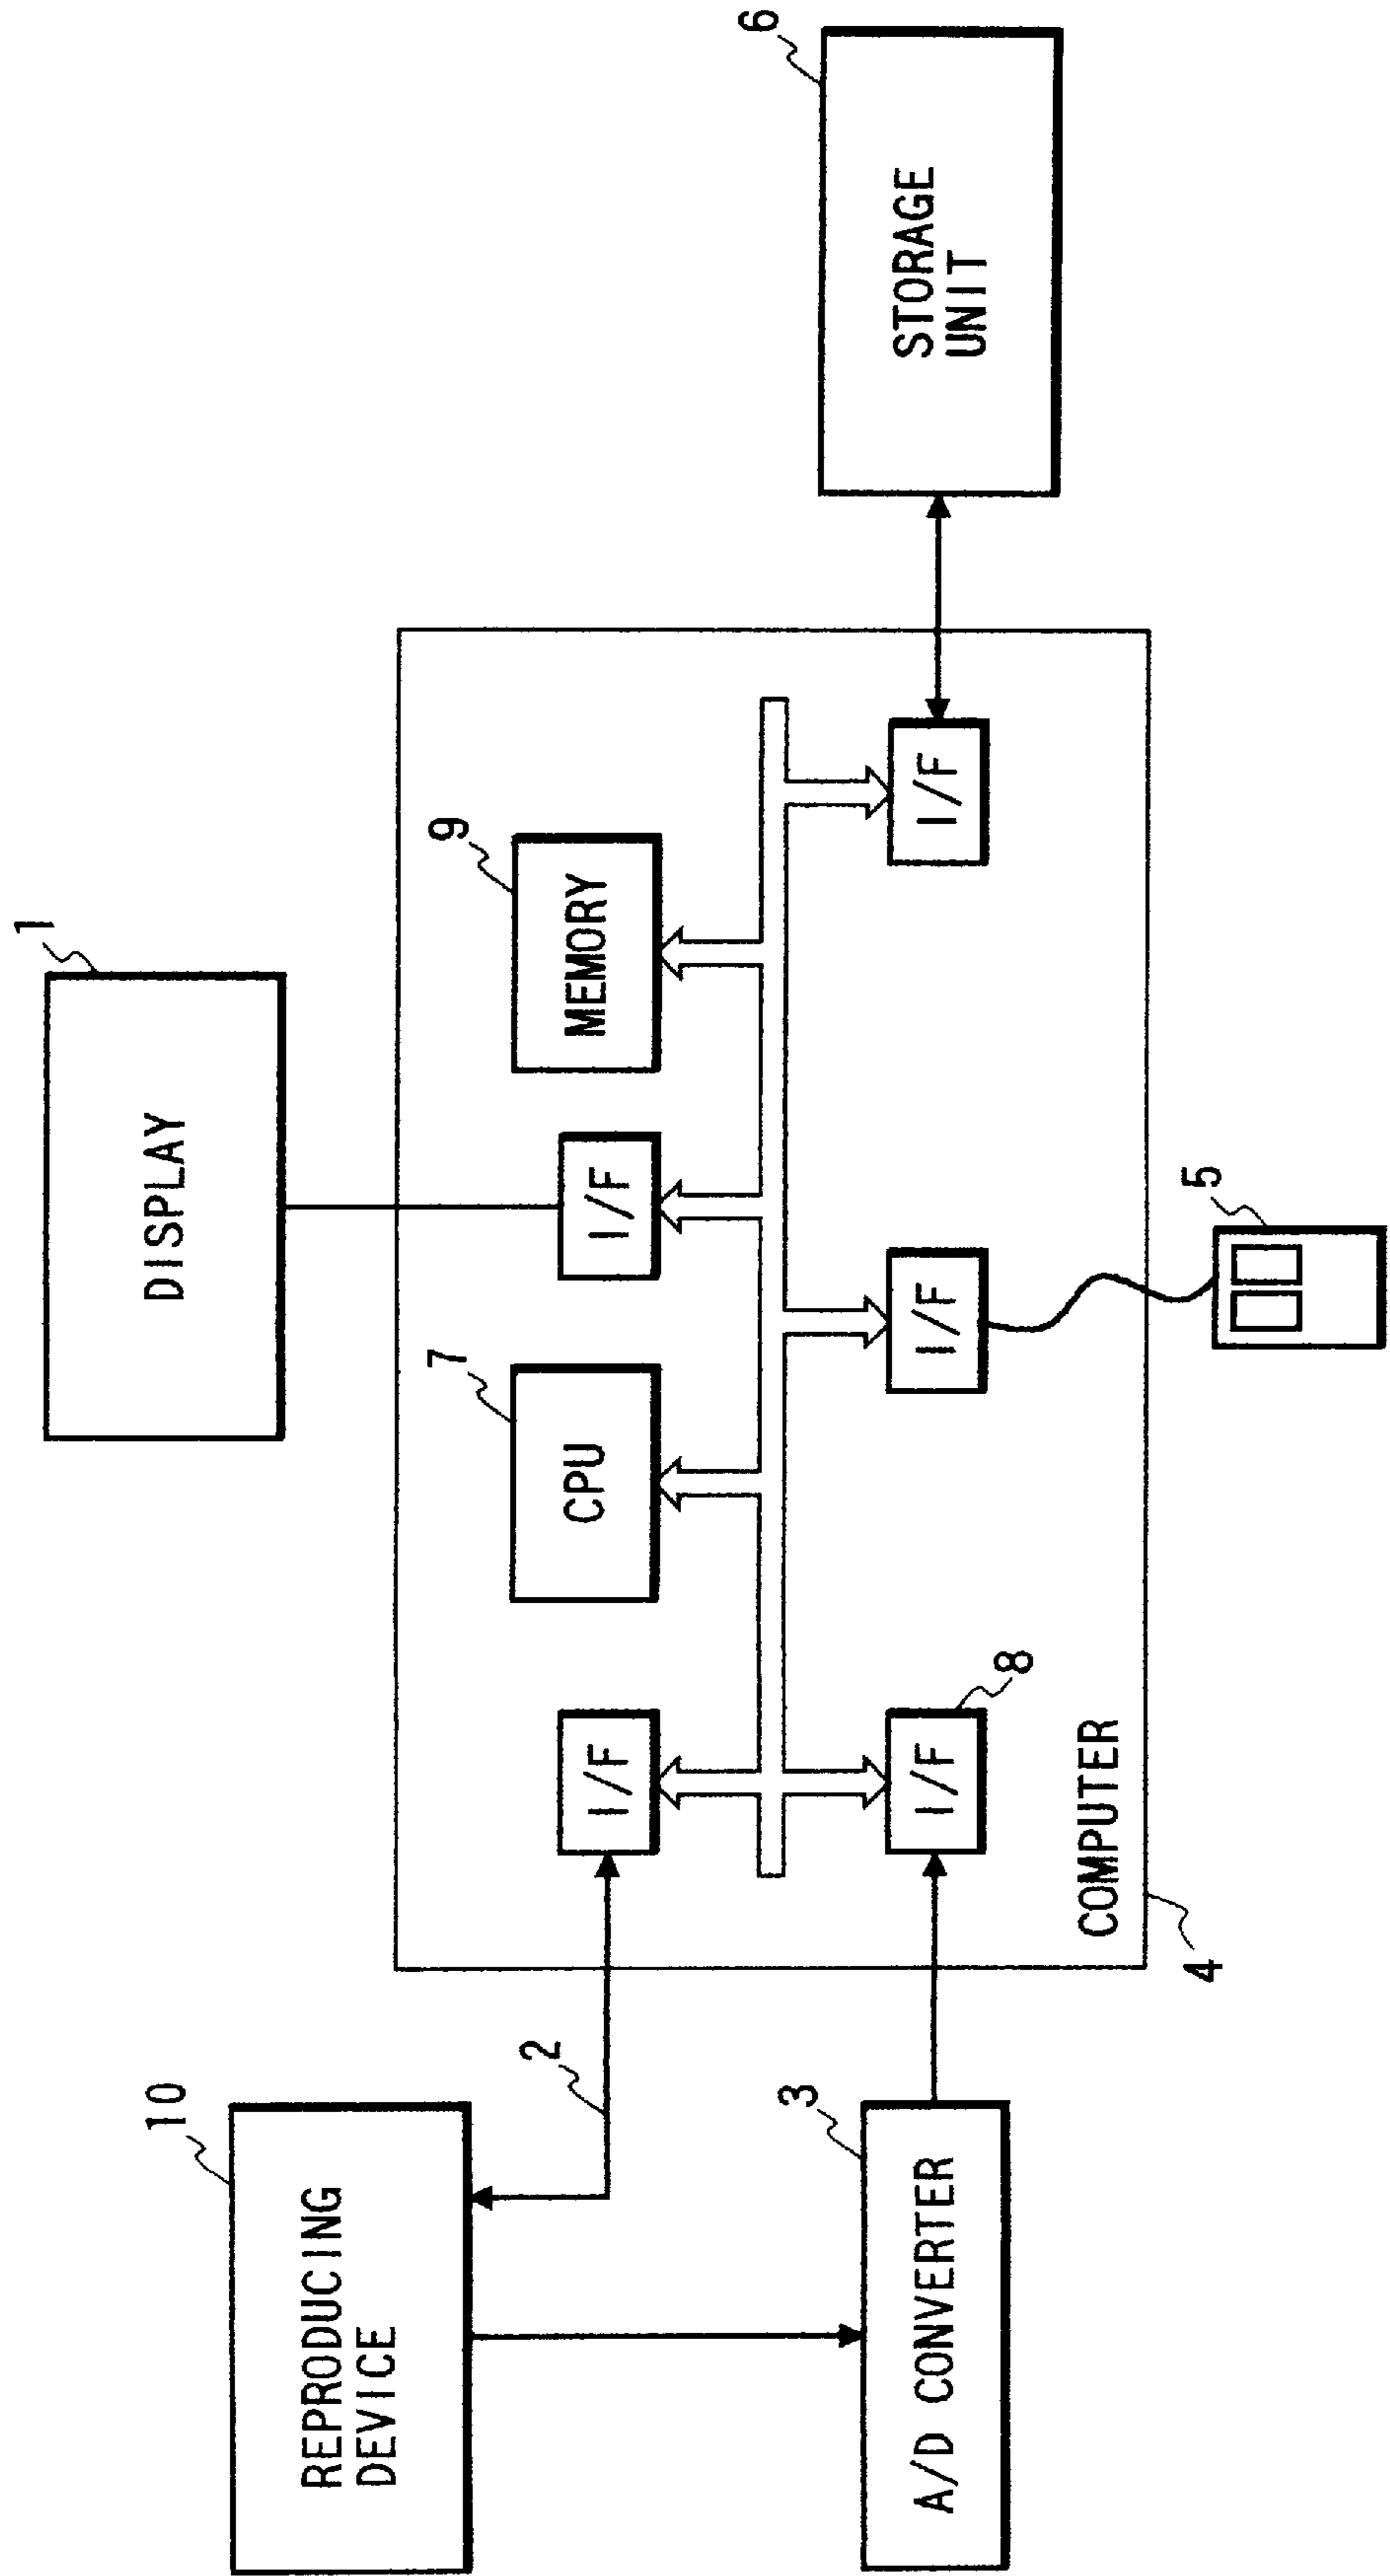 1
DISPLAY
10
REPRODUCING
DEVICE
2
I/F
7
CPU
I/F
9
MEMORY
6
STORAGE
UNIT
3
A/D CONVERTER
I/F
8
I/F
I/F
COMPUTER
4
5